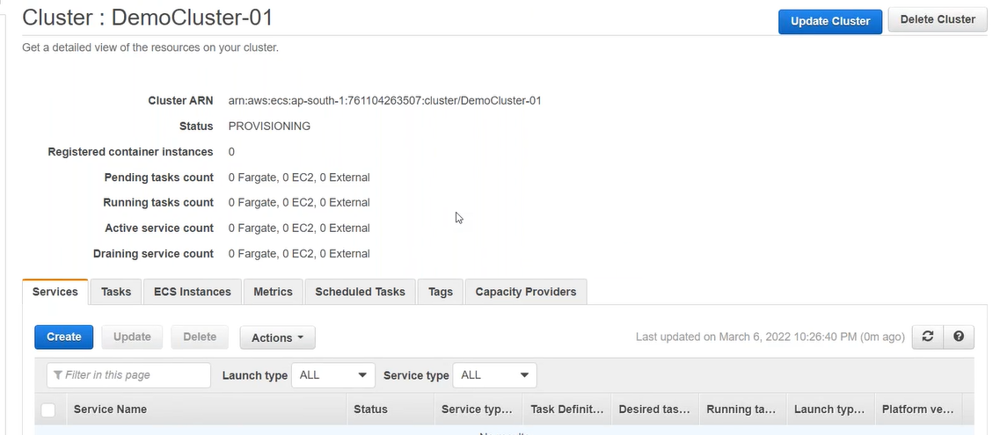 Cluster : DemoCluster-01
Update Cluster
Delete Cluster
Get a detailed view of the resources on your cluster.
Cluster ARN arn:aws:ecs:ap-south-1:761104263507:cluster/DemoCluster-01
Status PROVISIONING
Registered container instances 0
Pending tasks count 0 Fargate, 0 EC2, 0 External
Running tasks count 0 Fargate, 0 EC2, 0 External
Active service count 0 Fargate, 0 EC2, 0 External
Draining service count 0 Fargate, 0 EC2, 0 External
Services Tasks ECS Instances Metrics Scheduled Tasks Tags Capacity Providers
Create Update Delete Actions Last updated on March 6, 2022 10:26:40 PM (0m ago)
Filter in this page Launch type ALL Service type ALL
Service Name Status Service typ... Task Definit... Desired tas... Running ta... Launch typ... Platform ve...